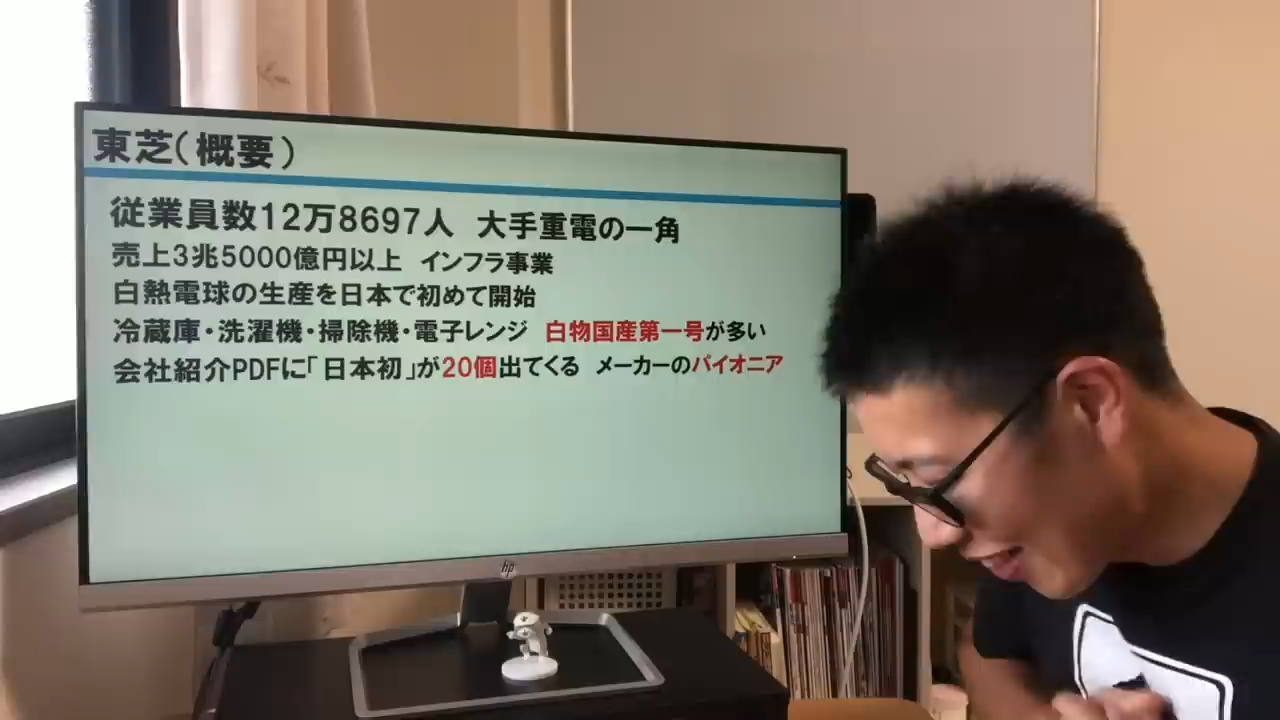 東芝(概要)
従業員数12万8697人 大手重電の一角
売上3兆5000億円以上 インフラ事業
白熱電球の生産を日本で初めて開始
冷蔵庫・洗濯機・掃除機・電子レンジ 白物国産第一号が多い
会社紹介PDFに「日本初」が20個出てくる メーカーのパイオニア
hp